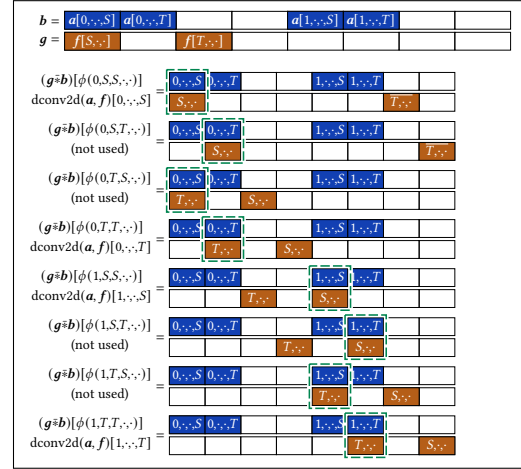 b = a[0,·,·,S] a[0,·,·,T] a[1,·,·,S] a[1,·,·,T]
g = f[S,·,·] f[T,·,·]
(g⊛b)[ϕ(0,S,S,·,·)] 0,·,·,S 0,·,·,T 1,·,·,S 1,·,·,T
dconv2d(a, f)[0,·,·,S] = S,·,· T,·,·
(g⊛b)[ϕ(0,S,T,·,·)] 0,·,·,S 0,·,·,T 1,·,·,S 1,·,·,T
(not used) = S,·,· T,·,·
(g⊛b)[ϕ(0,T,S,·,·)] 0,·,·,S 0,·,·,T 1,·,·,S 1,·,·,T
(not used) = T,·,· S,·,·
(g⊛b)[ϕ(0,T,T,·,·)] 0,·,·,S 0,·,·,T 1,·,·,S 1,·,·,T
dconv2d(a, f)[0,·,·,T] = T,·,· S,·,·
(g⊛b)[ϕ(1,S,S,·,·)] 0,·,·,S 0,·,·,T 1,·,·,S 1,·,·,T
dconv2d(a, f)[1,·,·,S] = T,·,· S,·,·
(g⊛b)[ϕ(1,S,T,·,·)] 0,·,·,S 0,·,·,T 1,·,·,S 1,·,·,T
(not used) = T,·,· S,·,·
(g⊛b)[ϕ(1,T,S,·,·)] 0,·,·,S 0,·,·,T 1,·,·,S 1,·,·,T
(not used) = T,·,· S,·,·
(g⊛b)[ϕ(1,T,T,·,·)] 0,·,·,S 0,·,·,T 1,·,·,S 1,·,·,T
dconv2d(a, f)[1,·,·,T] = T,·,· S,·,·